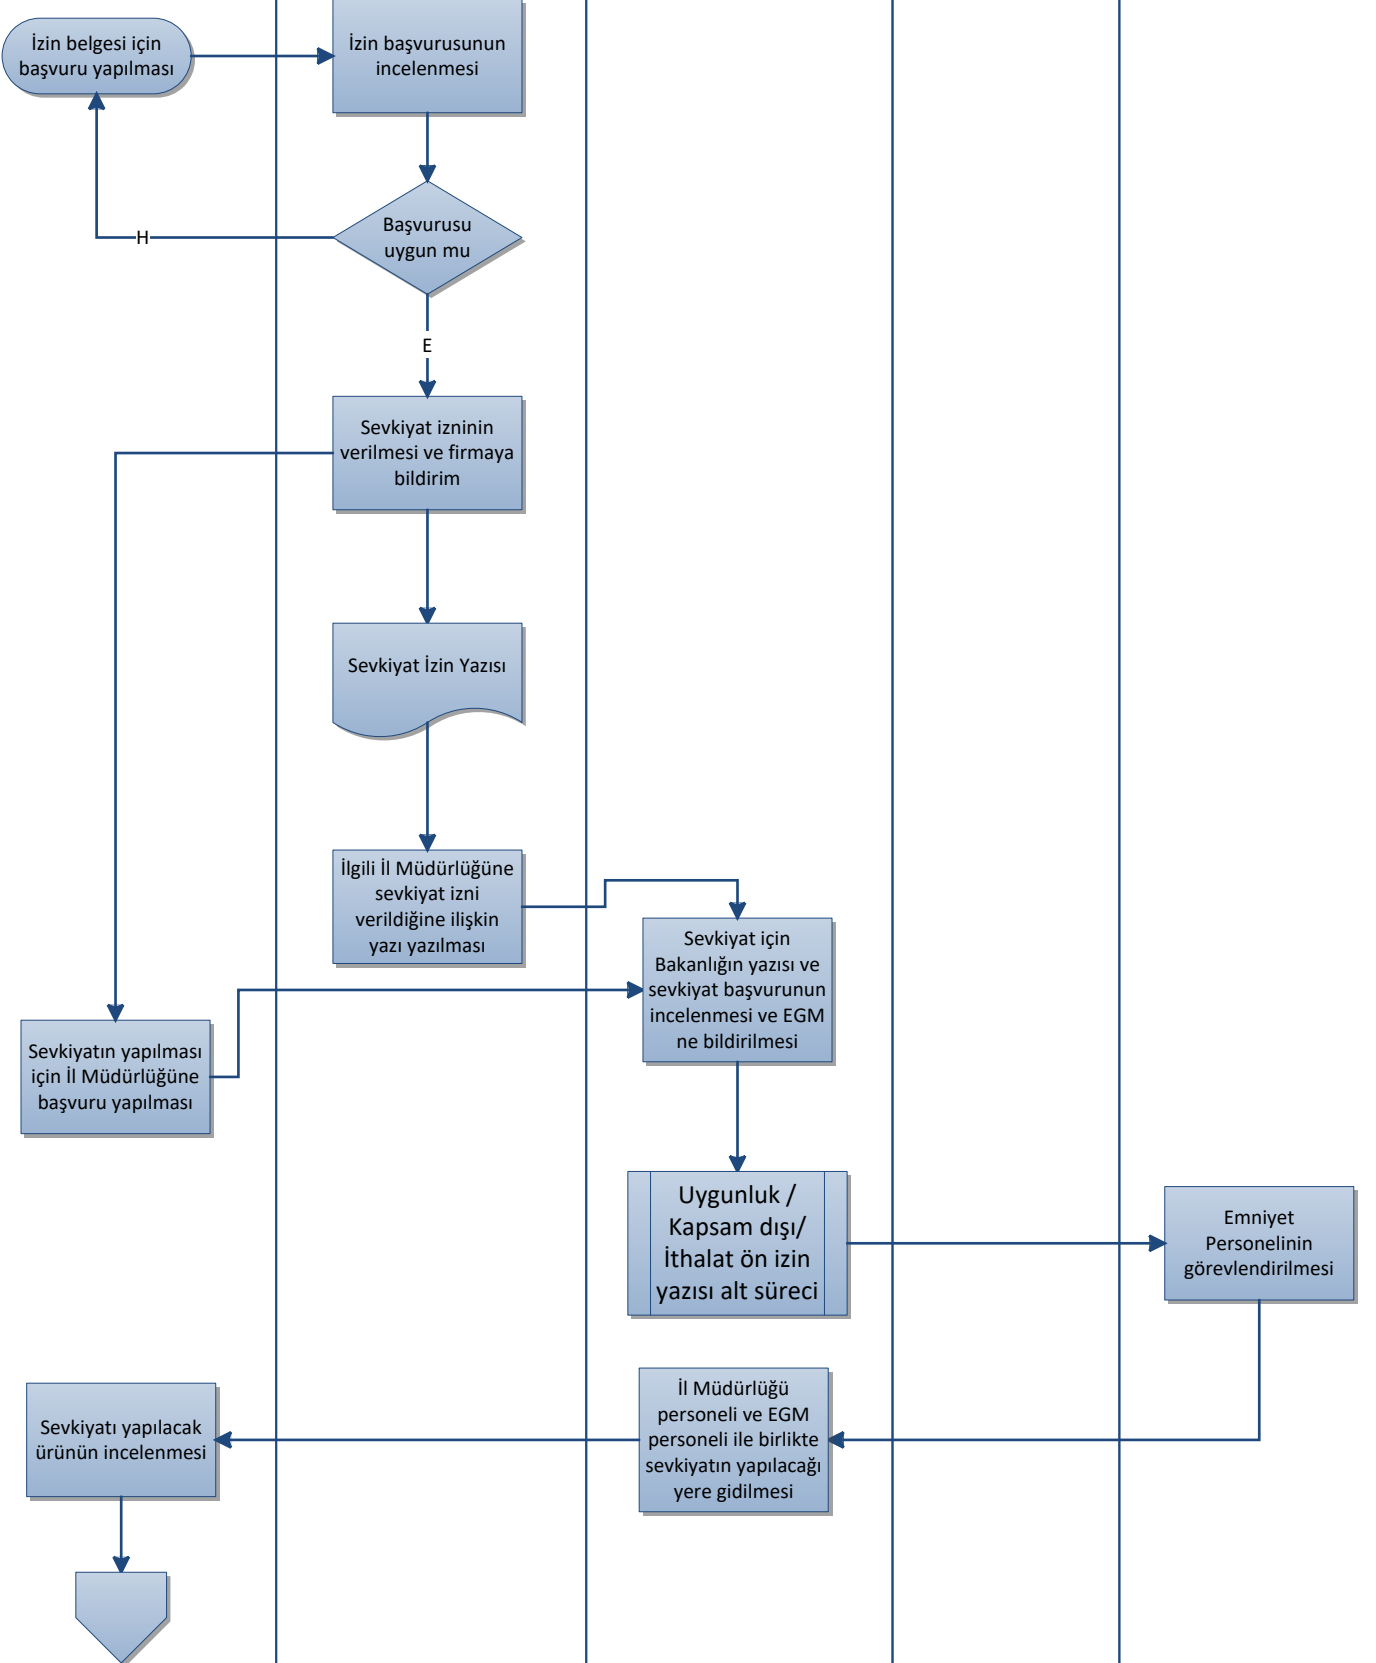 İzin belgesi için
başvuru yapılması
İzin başvurusunun
incelenmesi
Başvurusu
uygun mu
H
E
Sevkiyat izninin
verilmesi ve firmaya
bildirim
Sevkiyat İzin Yazısı
İlgili İl Müdürlüğüne
sevkiyat izni
verildiğine ilişkin
yazı yazılması
Sevkiyat için
Bakanlığın yazısı ve
sevkiyat başvurunun
incelenmesi ve EGM
ne bildirilmesi
Sevkiyatın yapılması
için İl Müdürlüğüne
başvuru yapılması
Uygunluk /
Kapsam dışı/
İthalat ön izin
yazısı alt süreci
Emniyet
Personelinin
görevlendirilmesi
İl Müdürlüğü
personeli ve EGM
personeli ile birlikte
sevkiyatın yapılacağı
yere gidilmesi
Sevkiyatı yapılacak
ürünün incelenmesi